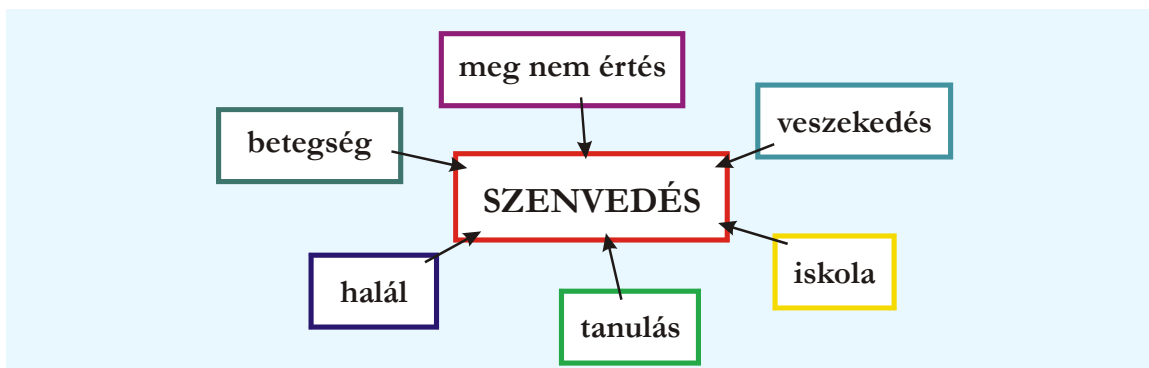 meg nem értés
veszekedés
betegség
SZENVEDÉS
iskola
halál
tanulás